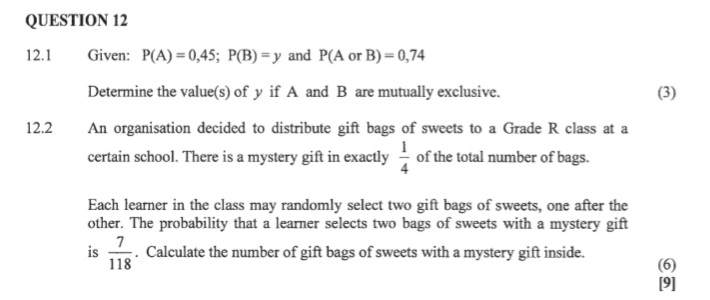 QUESTION 12
12.1 Given: P(A) = 0,45; P(B) = y and P(A or B) = 0,74
Determine the value(s) of y if A and B are mutually exclusive. (3)
12.2 An organisation decided to distribute gift bags of sweets to a Grade R class at a
certain school. There is a mystery gift in exactly 1/4 of the total number of bags.
Each learner in the class may randomly select two gift bags of sweets, one after the
other. The probability that a learner selects two bags of sweets with a mystery gift
is 7/118. Calculate the number of gift bags of sweets with a mystery gift inside. (6)
[9]